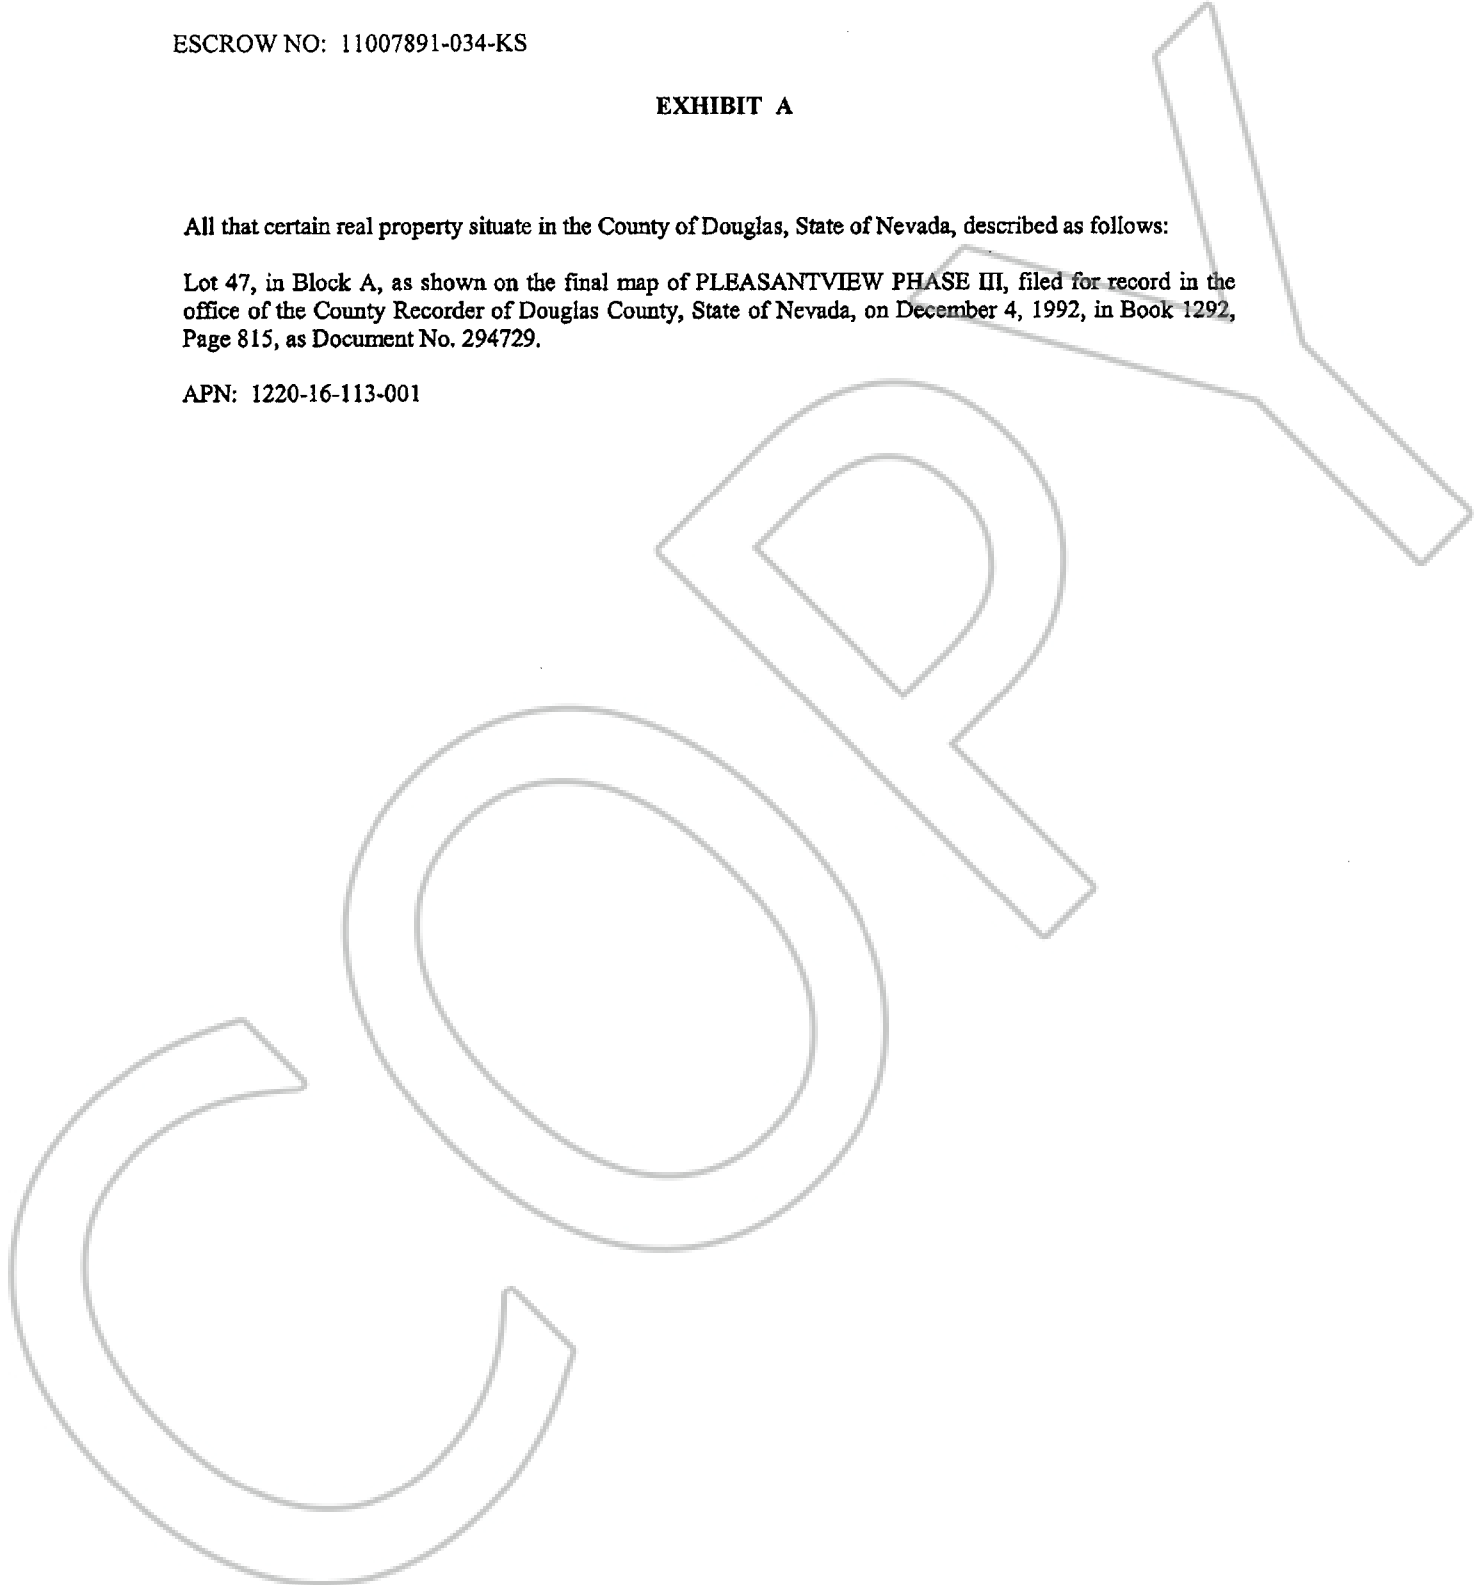 ESCROW NO: 11007891-034-KS
EXHIBIT A
All that certain real property situate in the County of Douglas, State of Nevada, described as follows:
Lot 47, in Block A, as shown on the final map of PLEASANTVIEW PHASE III, filed for record in the
office of the County Recorder of Douglas County, State of Nevada, on December 4, 1992, in Book 1292,
Page 815, as Document No. 294729.
APN: 1220-16-113-001
COPY